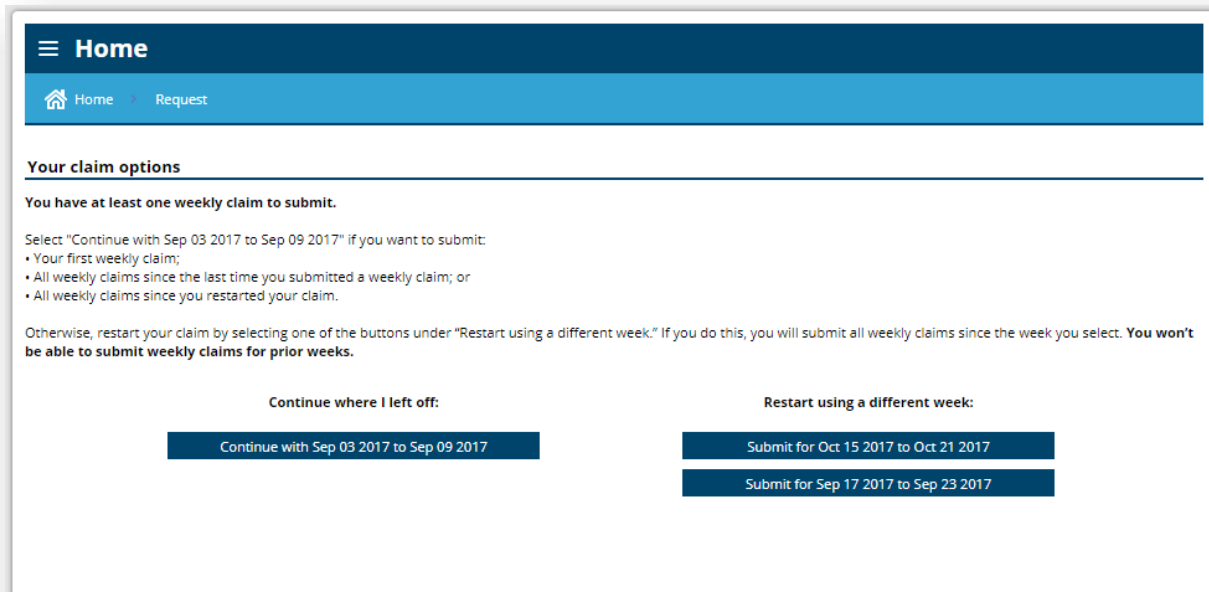 Home
Home › Request
Your claim options
You have at least one weekly claim to submit.
Select "Continue with Sep 03 2017 to Sep 09 2017" if you want to submit:
• Your first weekly claim;
• All weekly claims since the last time you submitted a weekly claim; or
• All weekly claims since you restarted your claim.
Otherwise, restart your claim by selecting one of the buttons under “Restart using a different week.” If you do this, you will submit all weekly claims since the week you select. You won’t
be able to submit weekly claims for prior weeks.
Continue where I left off:
Continue with Sep 03 2017 to Sep 09 2017
Restart using a different week:
Submit for Oct 15 2017 to Oct 21 2017
Submit for Sep 17 2017 to Sep 23 2017